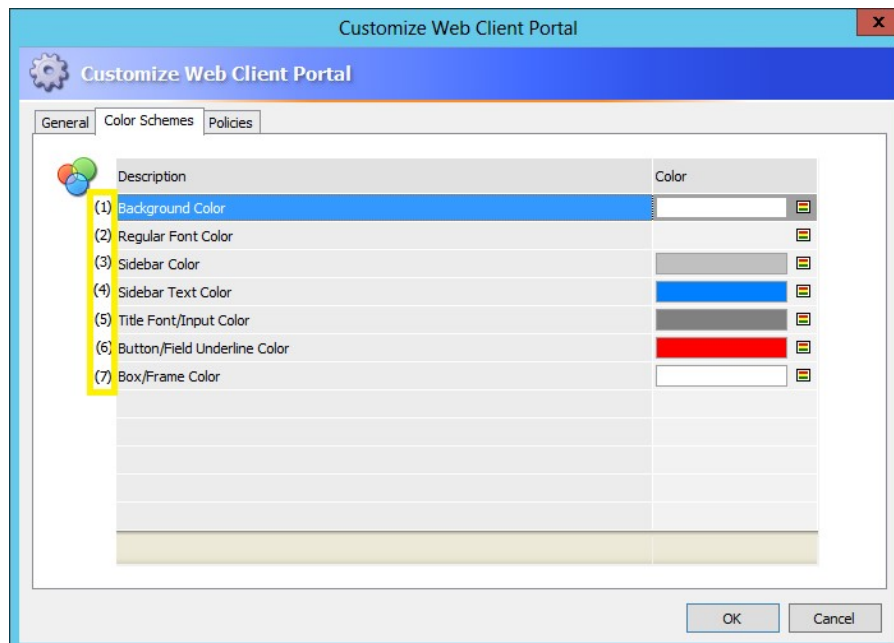 Customize Web Client Portal
x
Customize Web Client Portal
General Color Schemes Policies
Description Color
(1) Background Color
(2) Regular Font Color
(3) Sidebar Color
(4) Sidebar Text Color
(5) Title Font/Input Color
(6) Button/Field Underline Color
(7) Box/Frame Color
OK Cancel